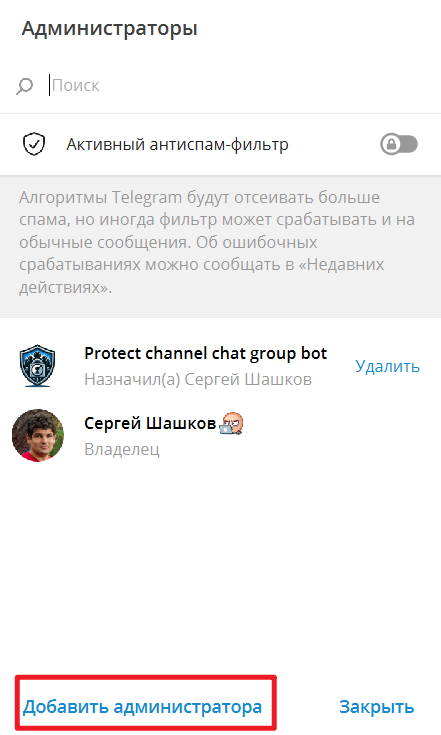 Администраторы
Поиск
Активный антиспам-фильтр
Алгоритмы Telegram будут отсеивать больше
спама, но иногда фильтр может срабатывать и на
обычные сообщения. Об ошибочных
срабатываниях можно сообщать в «Недавних
действиях».
Protect channel chat group bot
Удалить
Назначил(а) Сергей Шашков
Сергей Шашков
Владелец
Добавить администратора
Закрыть